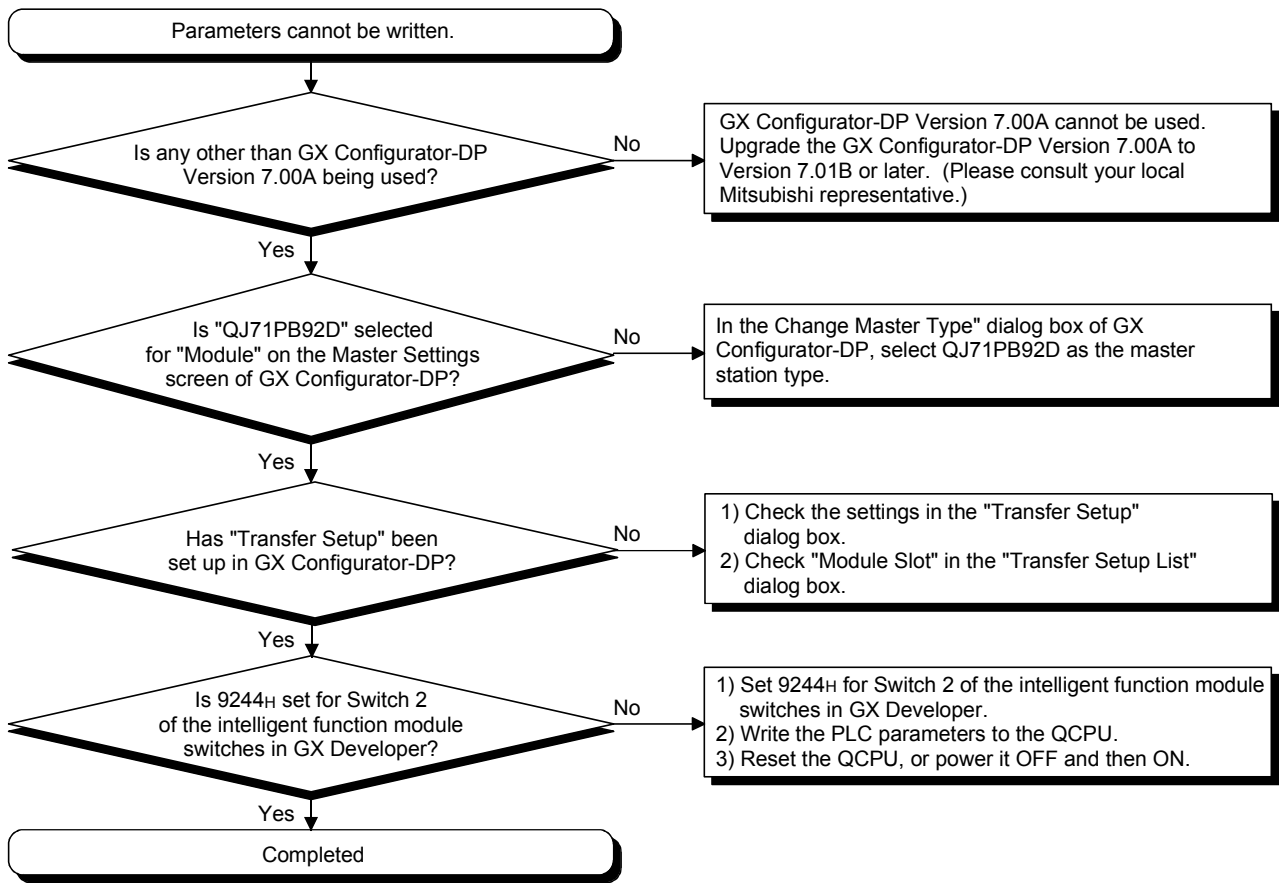 Parameters cannot be written.
Is any other than GX Configurator-DP
Version 7.00A being used?
No
GX Configurator-DP Version 7.00A cannot be used.
Upgrade the GX Configurator-DP Version 7.00A to
Version 7.01B or later.  (Please consult your local
Mitsubishi representative.)
Yes
Is "QJ71PB92D" selected
for "Module" on the Master Settings
screen of GX Configurator-DP?
No
In the Change Master Type" dialog box of GX
Configurator-DP, select QJ71PB92D as the master
station type.
Yes
Has "Transfer Setup" been
set up in GX Configurator-DP?
No
1) Check the settings in the "Transfer Setup"
dialog box.
2) Check "Module Slot" in the "Transfer Setup List"
dialog box.
Yes
Is 9244H set for Switch 2
of the intelligent function module
switches in GX Developer?
No
1) Set 9244H for Switch 2 of the intelligent function module
switches in GX Developer.
2) Write the PLC parameters to the QCPU.
3) Reset the QCPU, or power it OFF and then ON.
Yes
Completed